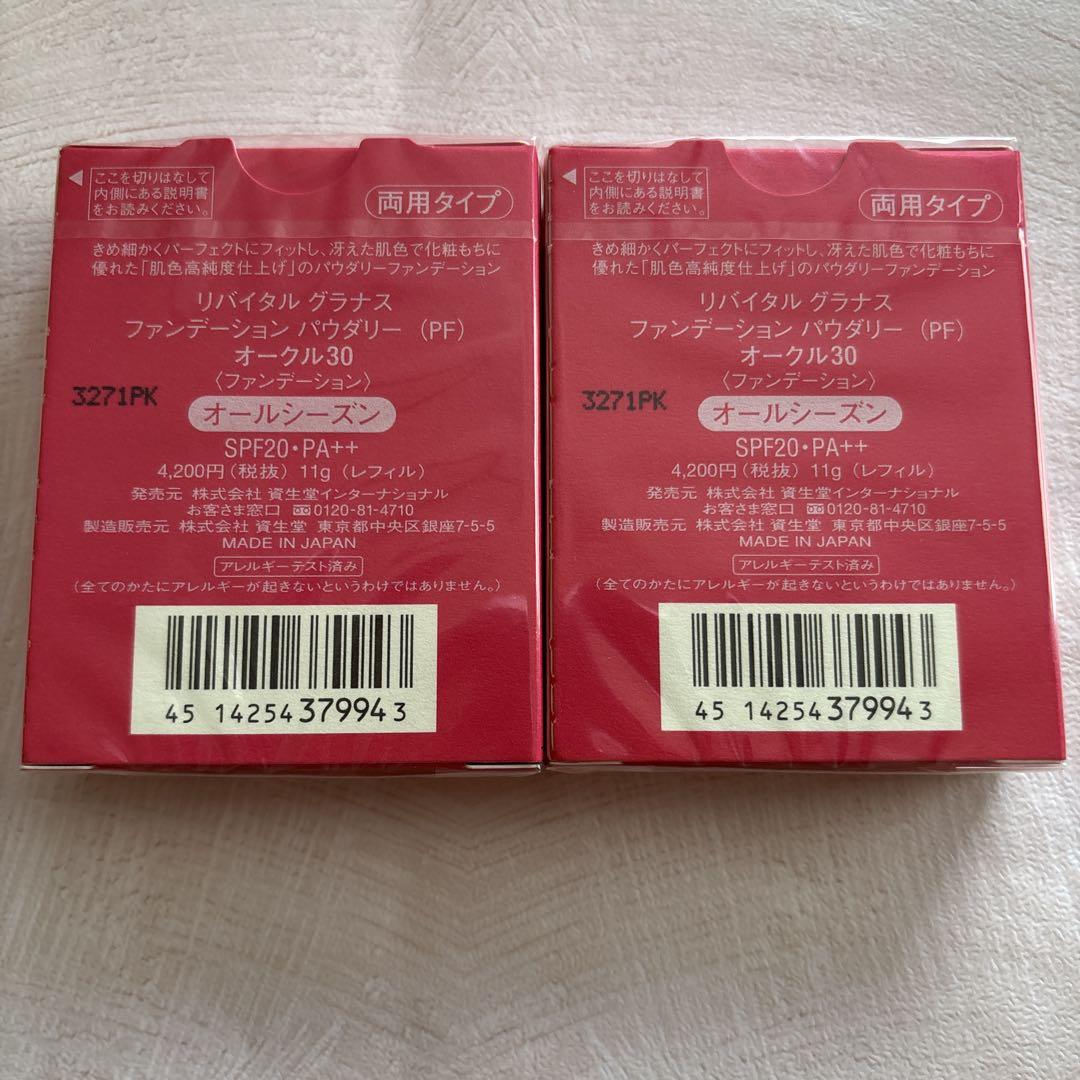 ここを切りはなして
内側にある説明書
をお読みください。
両用タイプ
きめ細かくパーフェクトにフィットし、冴えた肌色で化粧もちに
優れた「肌色高純度仕上げ」のパウダリーファンデーション
リバイタル グラナス
ファンデーション パウダリー （PF）
オークル30
〈ファンデーション〉
3271PK
オールシーズン
SPF20・PA++
4,200円（税抜）11g（レフィル）
発売元 株式会社 資生堂インターナショナル
お客さま窓口 0120-81-4710
製造販売元 株式会社 資生堂 東京都中央区銀座7-5-5
MADE IN JAPAN
アレルギーテスト済み
（全てのかたにアレルギーが起きないというわけではありません。）
45 14254 37994 3
ここを切りはなして
内側にある説明書
をお読みください。
両用タイプ
きめ細かくパーフェクトにフィットし、冴えた肌色で化粧もちに
優れた「肌色高純度仕上げ」のパウダリーファンデーション
リバイタル グラナス
ファンデーション パウダリー （PF）
オークル30
〈ファンデーション〉
3271PK
オールシーズン
SPF20・PA++
4,200円（税抜）11g（レフィル）
発売元 株式会社 資生堂インターナショナル
お客さま窓口 0120-81-4710
製造販売元 株式会社 資生堂 東京都中央区銀座7-5-5
MADE IN JAPAN
アレルギーテスト済み
（全てのかたにアレルギーが起きないというわけではありません。）
45 14254 37994 3